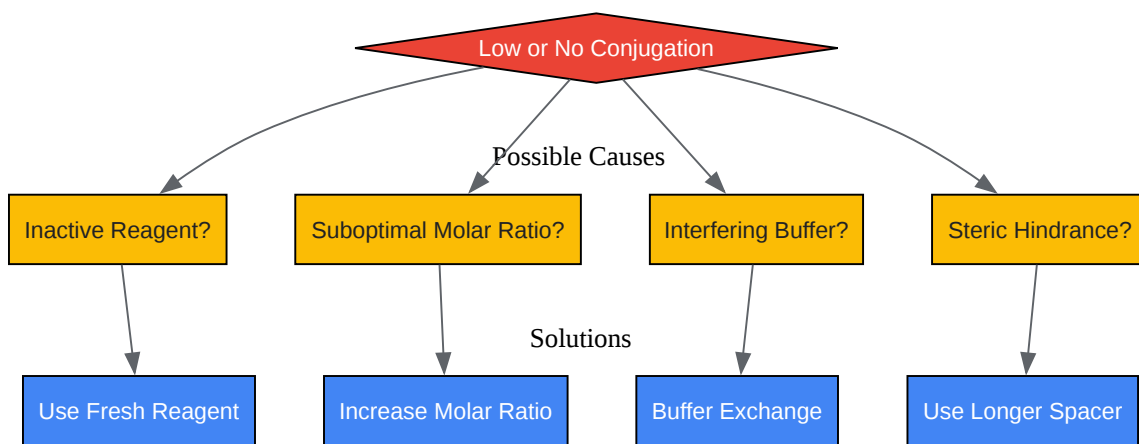 Low or No Conjugation
Possible Causes
Inactive Reagent?
Suboptimal Molar Ratio?
Interfering Buffer?
Steric Hindrance?
Solutions
Use Fresh Reagent
Increase Molar Ratio
Buffer Exchange
Use Longer Spacer